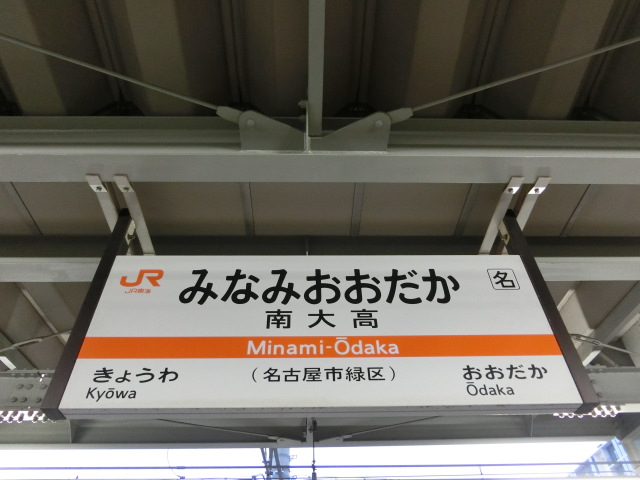 JR
JR東海
みなみおおだか
名
南大高
Minami-Ōdaka
きょうわ
Kyōwa
(名古屋市緑区)
おおだか
Ōdaka